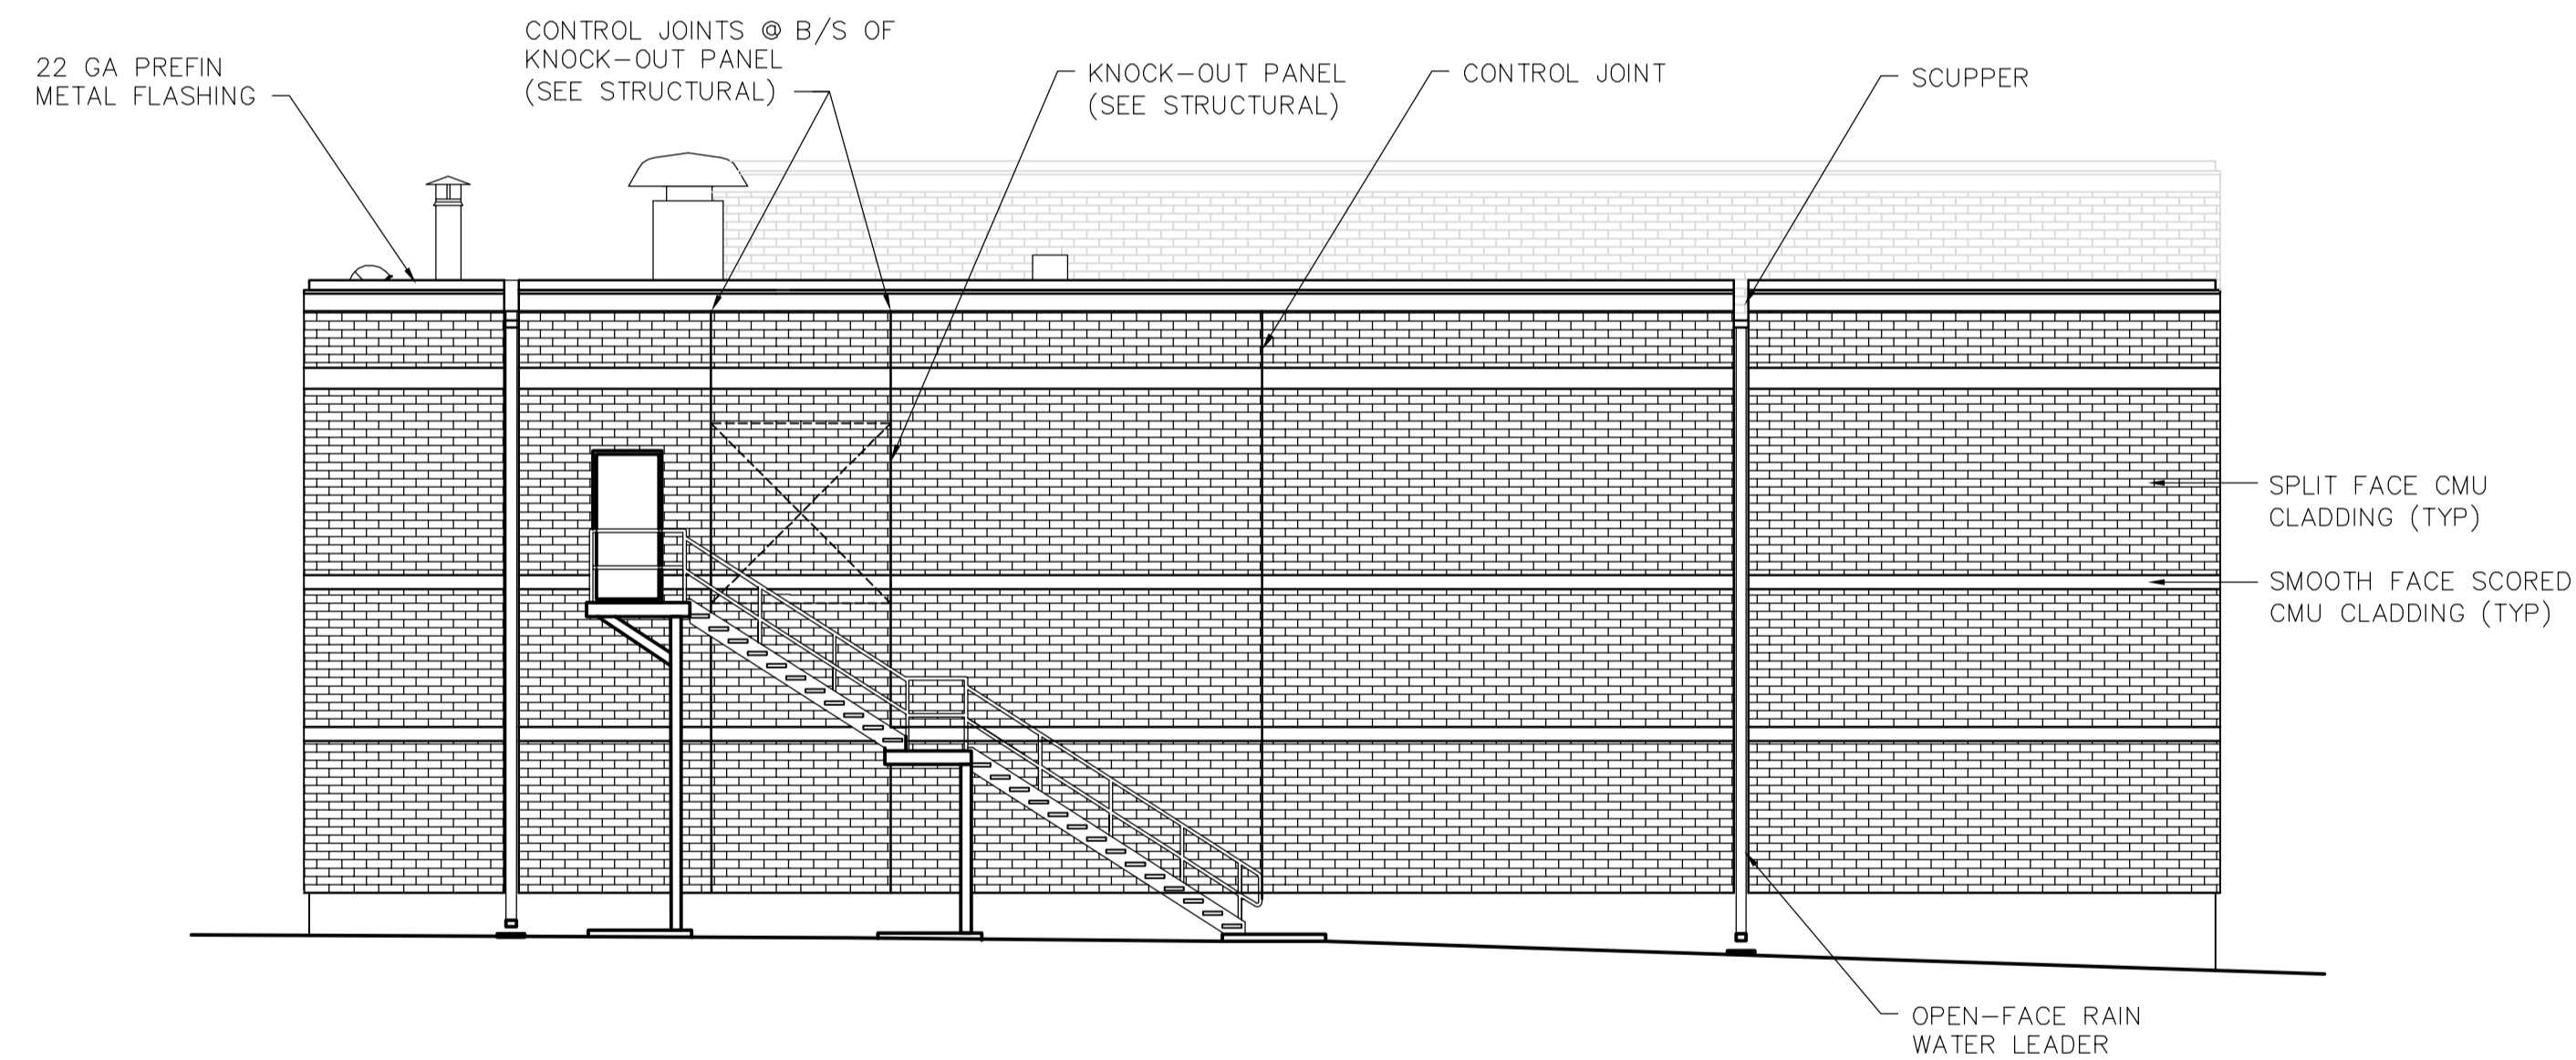 CONTROL JOINTS @ B/S OF
KNOCK-OUT PANEL
(SEE STRUCTURAL)
22 GA PREFIN
METAL FLASHING
KNOCK-OUT PANEL
(SEE STRUCTURAL)
CONTROL JOINT
SCUPPER
SPLIT FACE CMU
CLADDING (TYP)
SMOOTH FACE SCORED
CMU CLADDING (TYP)
OPEN-FACE RAIN
WATER LEADER